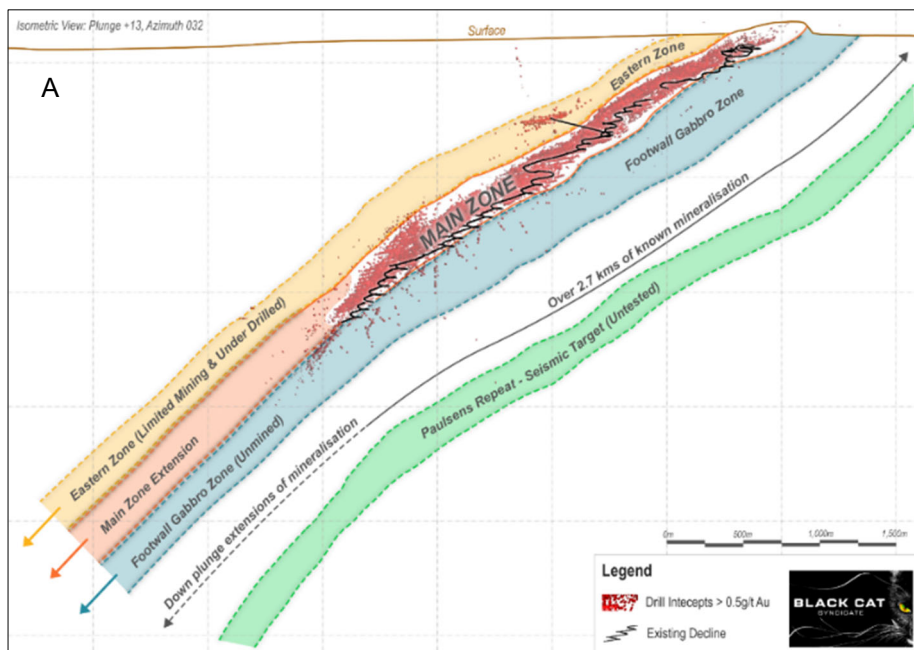 Isometric View: Plunge +13, Azimuth 032
Surface
A
Eastern Zone
Footwall Gabbro Zone
MAIN ZONE
Over 2.7 kms of known mineralisation
Paulsens Repeat - Seismic Target (Untested)
Eastern Zone (Limited Mining & Under Drilled)
Main Zone Extension
Footwall Gabbro Zone (Unmined)
Down plunge extensions of mineralisation
0m 500m 1,000m 1,500m
Legend
Drill Intecepts > 0.5g/t Au
Existing Decline
BLACK CAT
SYNDICATE